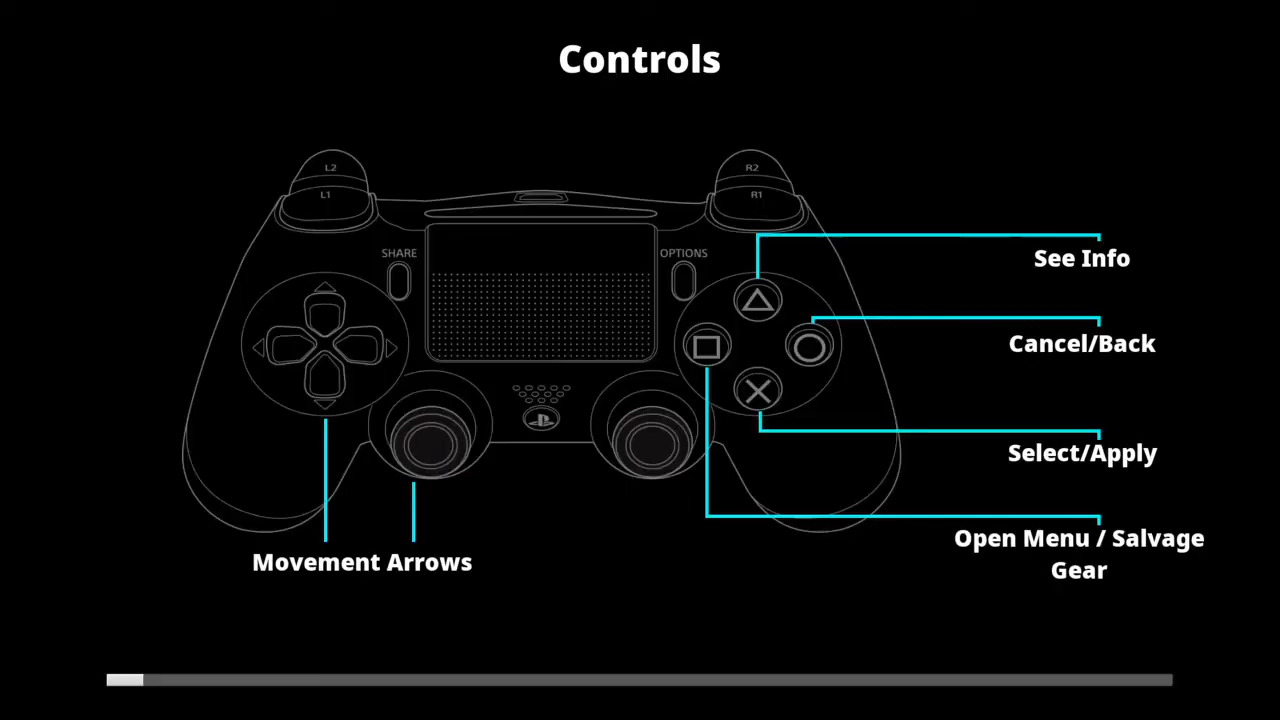 Controls
L2
R2
L1
R1
SHARE
OPTIONS
See Info
Cancel/Back
Select/Apply
Open Menu / Salvage
Gear
Movement Arrows